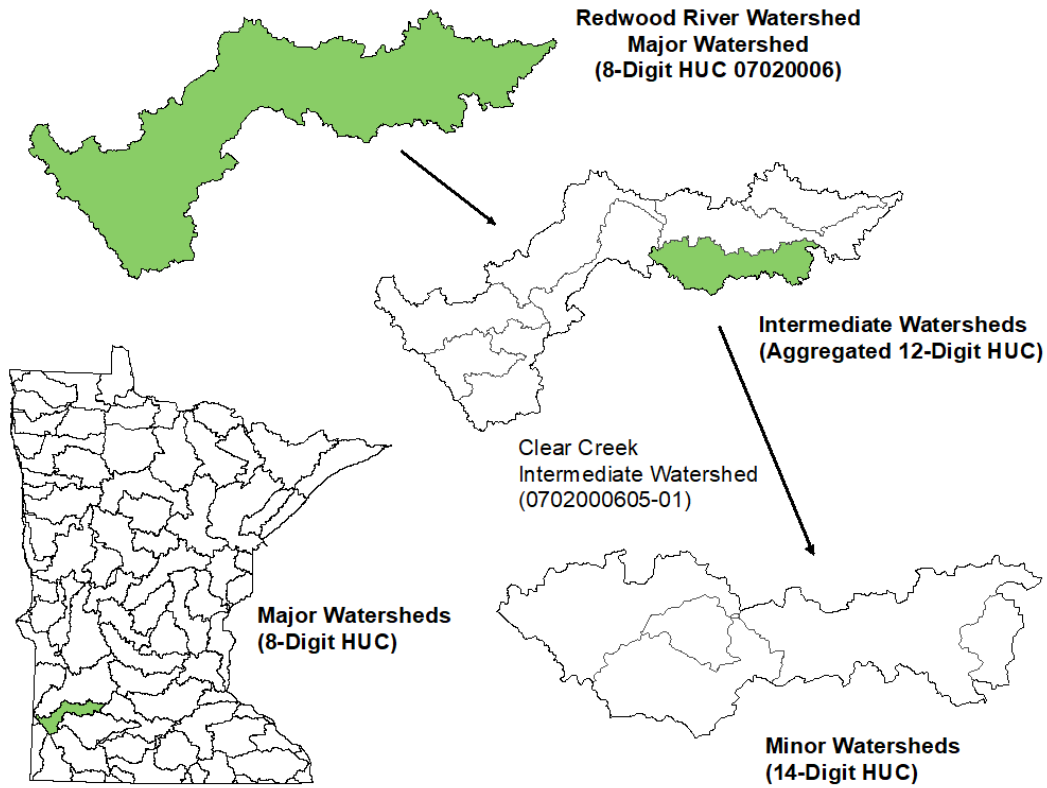 Redwood River Watershed
Major Watershed
(8-Digit HUC 07020006)
Intermediate Watersheds
(Aggregated 12-Digit HUC)
Clear Creek
Intermediate Watershed
(0702000605-01)
Major Watersheds
(8-Digit HUC)
Minor Watersheds
(14-Digit HUC)